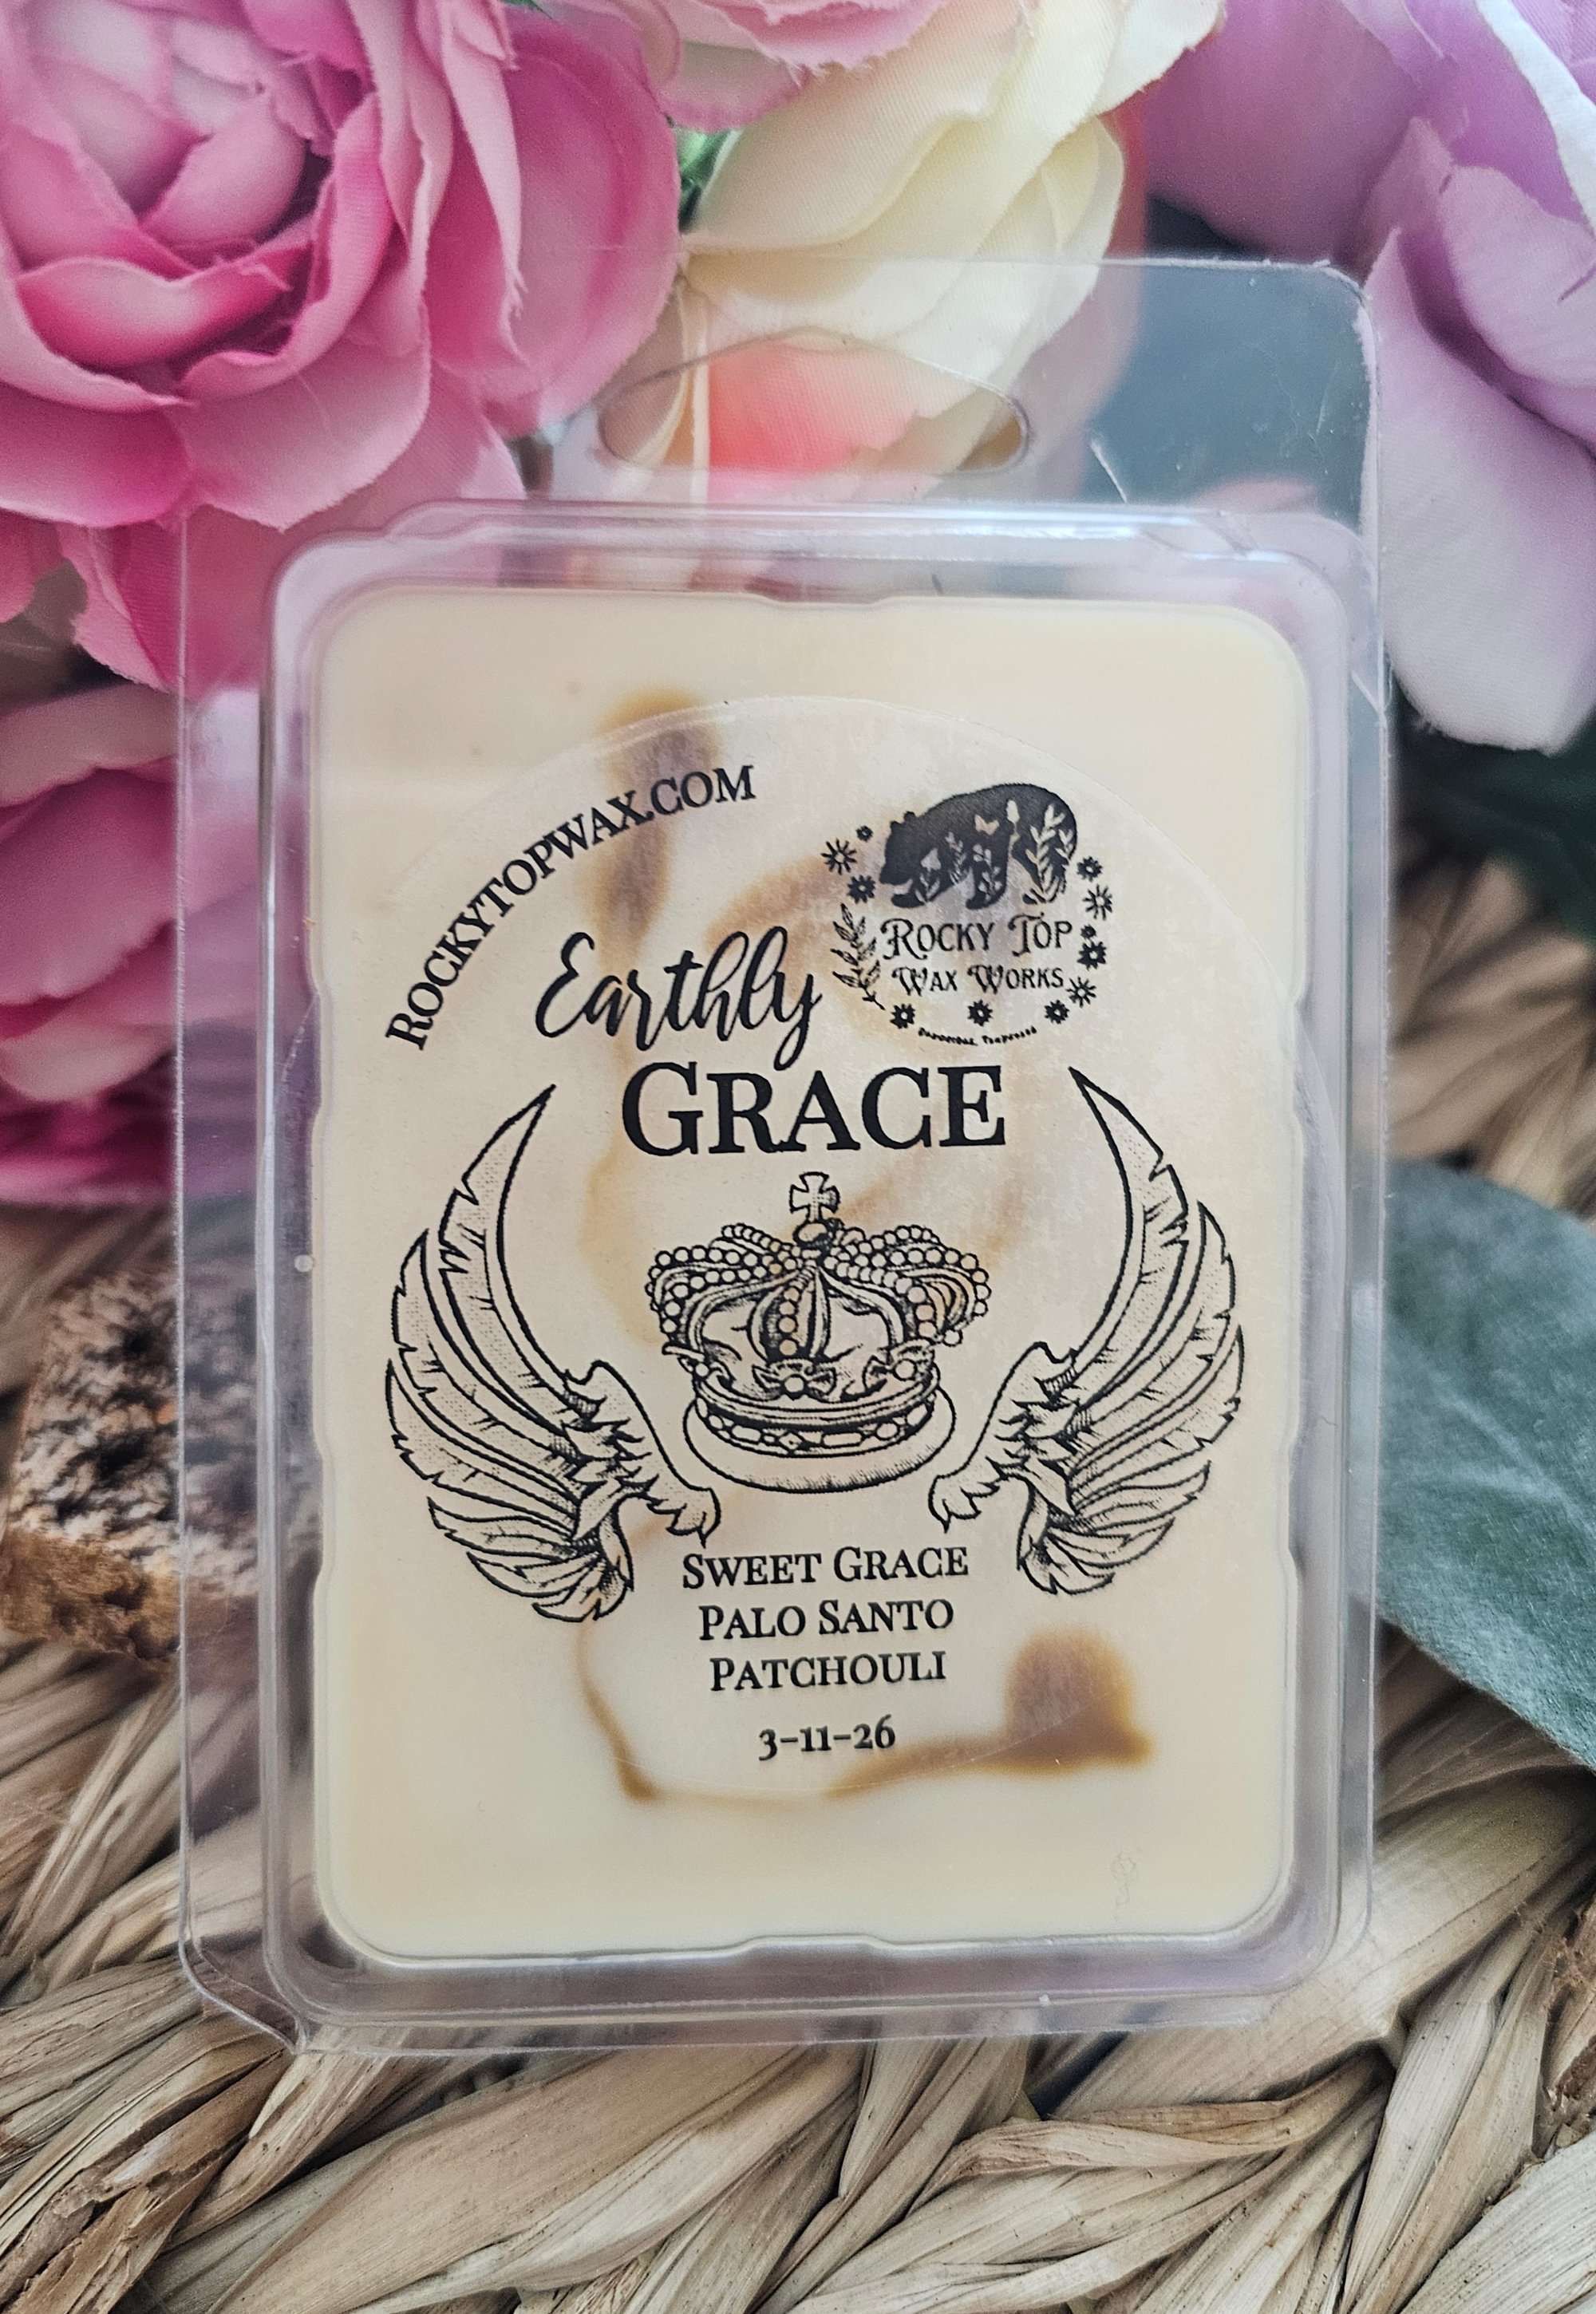 ROCKYTOPWAX.COM
ROCKY TOP
WAX WORKS
Earthly
GRACE
SWEET GRACE
PALO SANTO
PATCHOULI
3-11-26